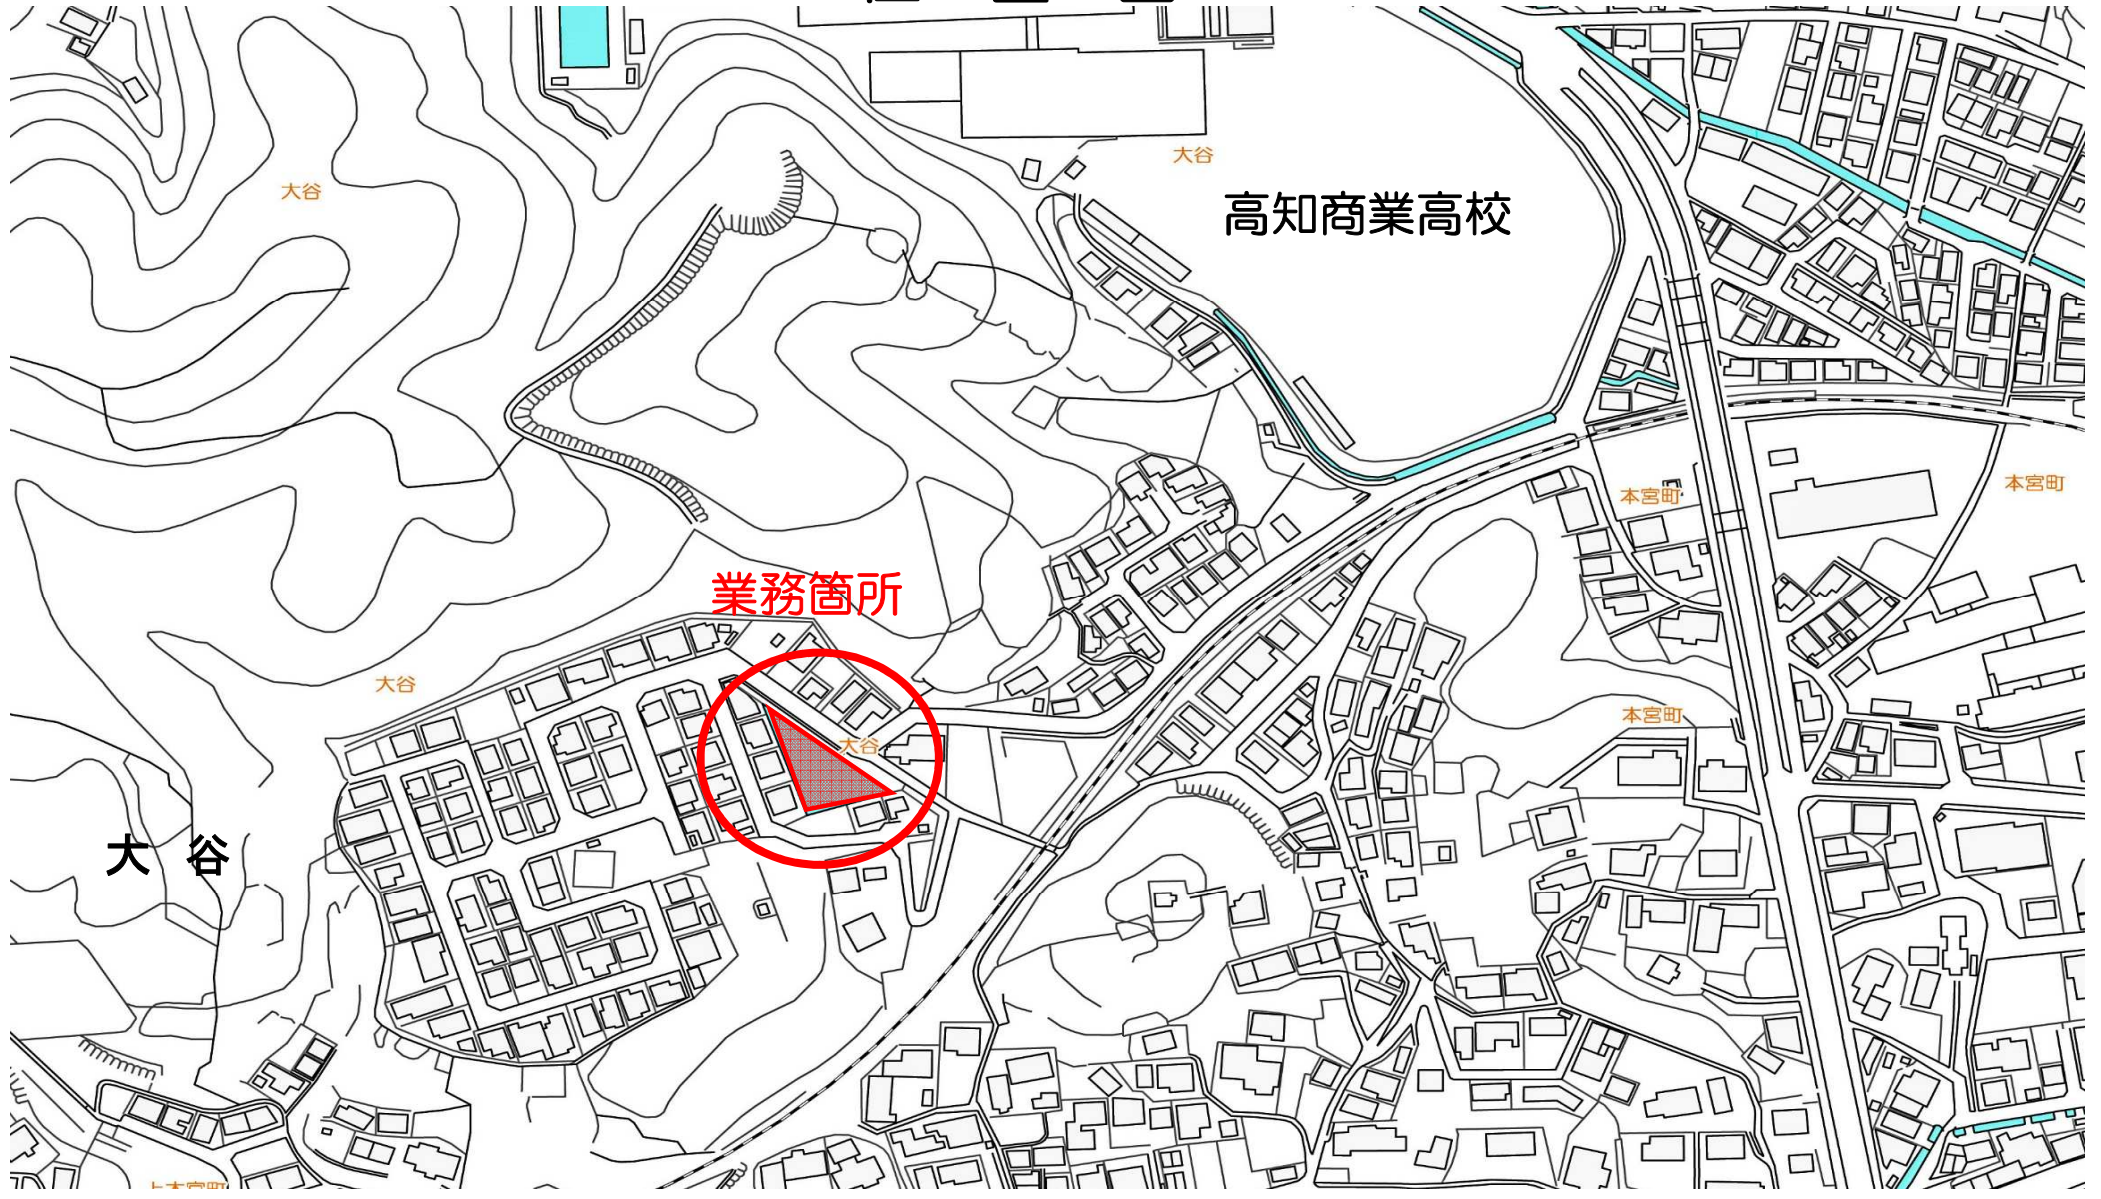 大谷
高知商業高校
大谷
本宮町
本宮町
業務箇所
大谷
本宮町
大谷
大 谷